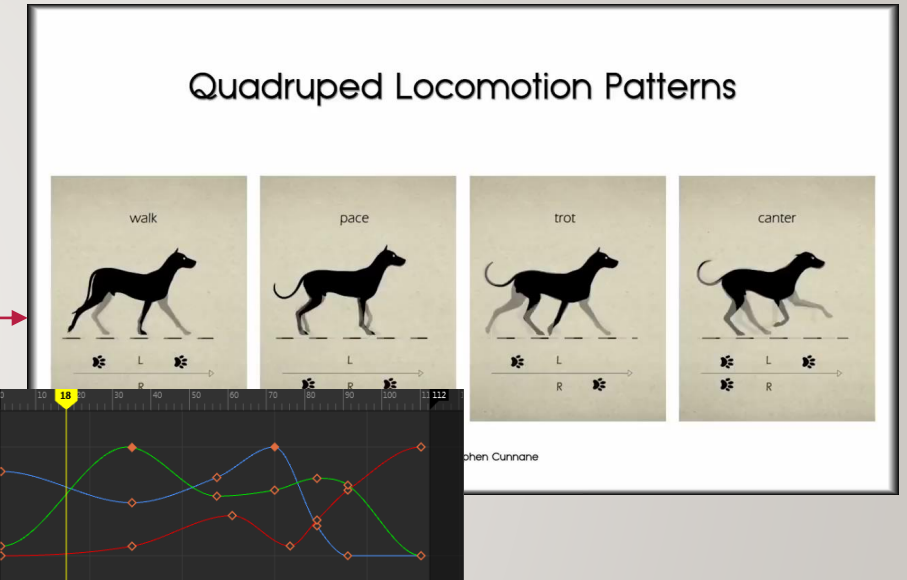 Quadruped Locomotion Patterns
walk
pace
trot
canter
L
L
L
L
R
R
R
R
phen Cunnane
10
18
20
30
40
50
60
70
80
90
100
112